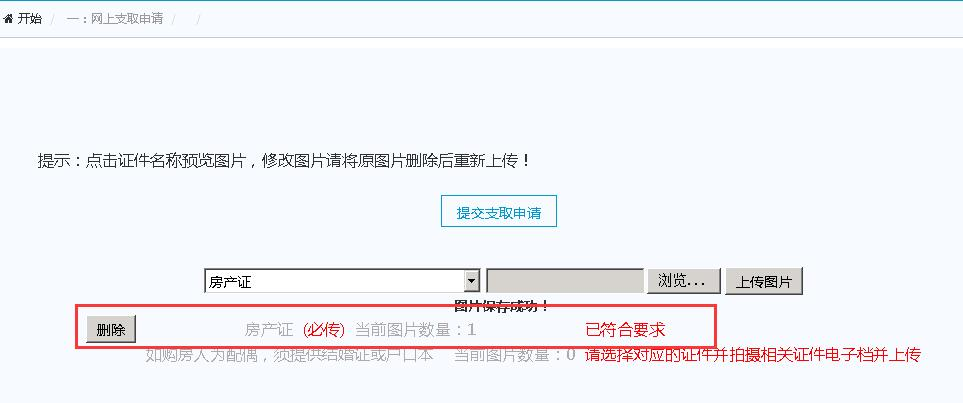 开始 / 一：网上支取申请 / /
提示：点击证件名称预览图片，修改图片请将原图片删除后重新上传！
提交支取申请
房产证 浏览... 上传图片
图片保存成功！
删除 房产证 (必传) 当前图片数量：1 已符合要求
如购房人为配偶，须提供结婚证或户口本 当前图片数量：0 请选择对应的证件并拍摄相关证件电子档并上传